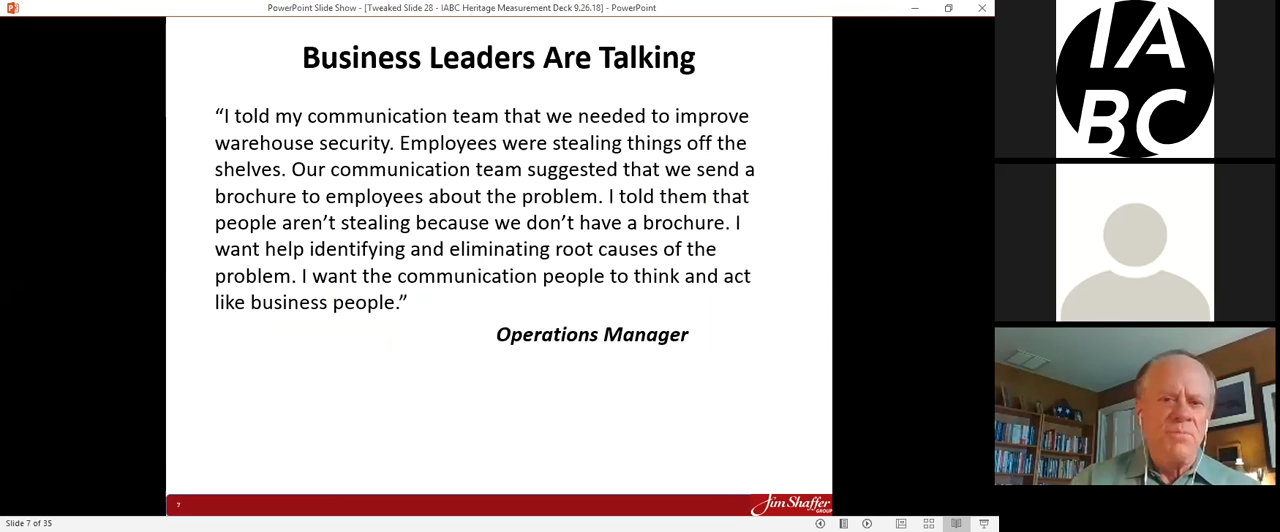 PowerPoint Slide Show - [Tweaked Slide 28 - IABC Heritage Measurement Deck 9.26.18] - PowerPoint
Business Leaders Are Talking
“I told my communication team that we needed to improve
warehouse security. Employees were stealing things off the
shelves. Our communication team suggested that we send a
brochure to employees about the problem. I told them that
people aren’t stealing because we don’t have a brochure. I
want help identifying and eliminating root causes of the
problem. I want the communication people to think and act
like business people.”
Operations Manager
7
Jim Shaffer
GROUP
Slide 7 of 35
IA
BC